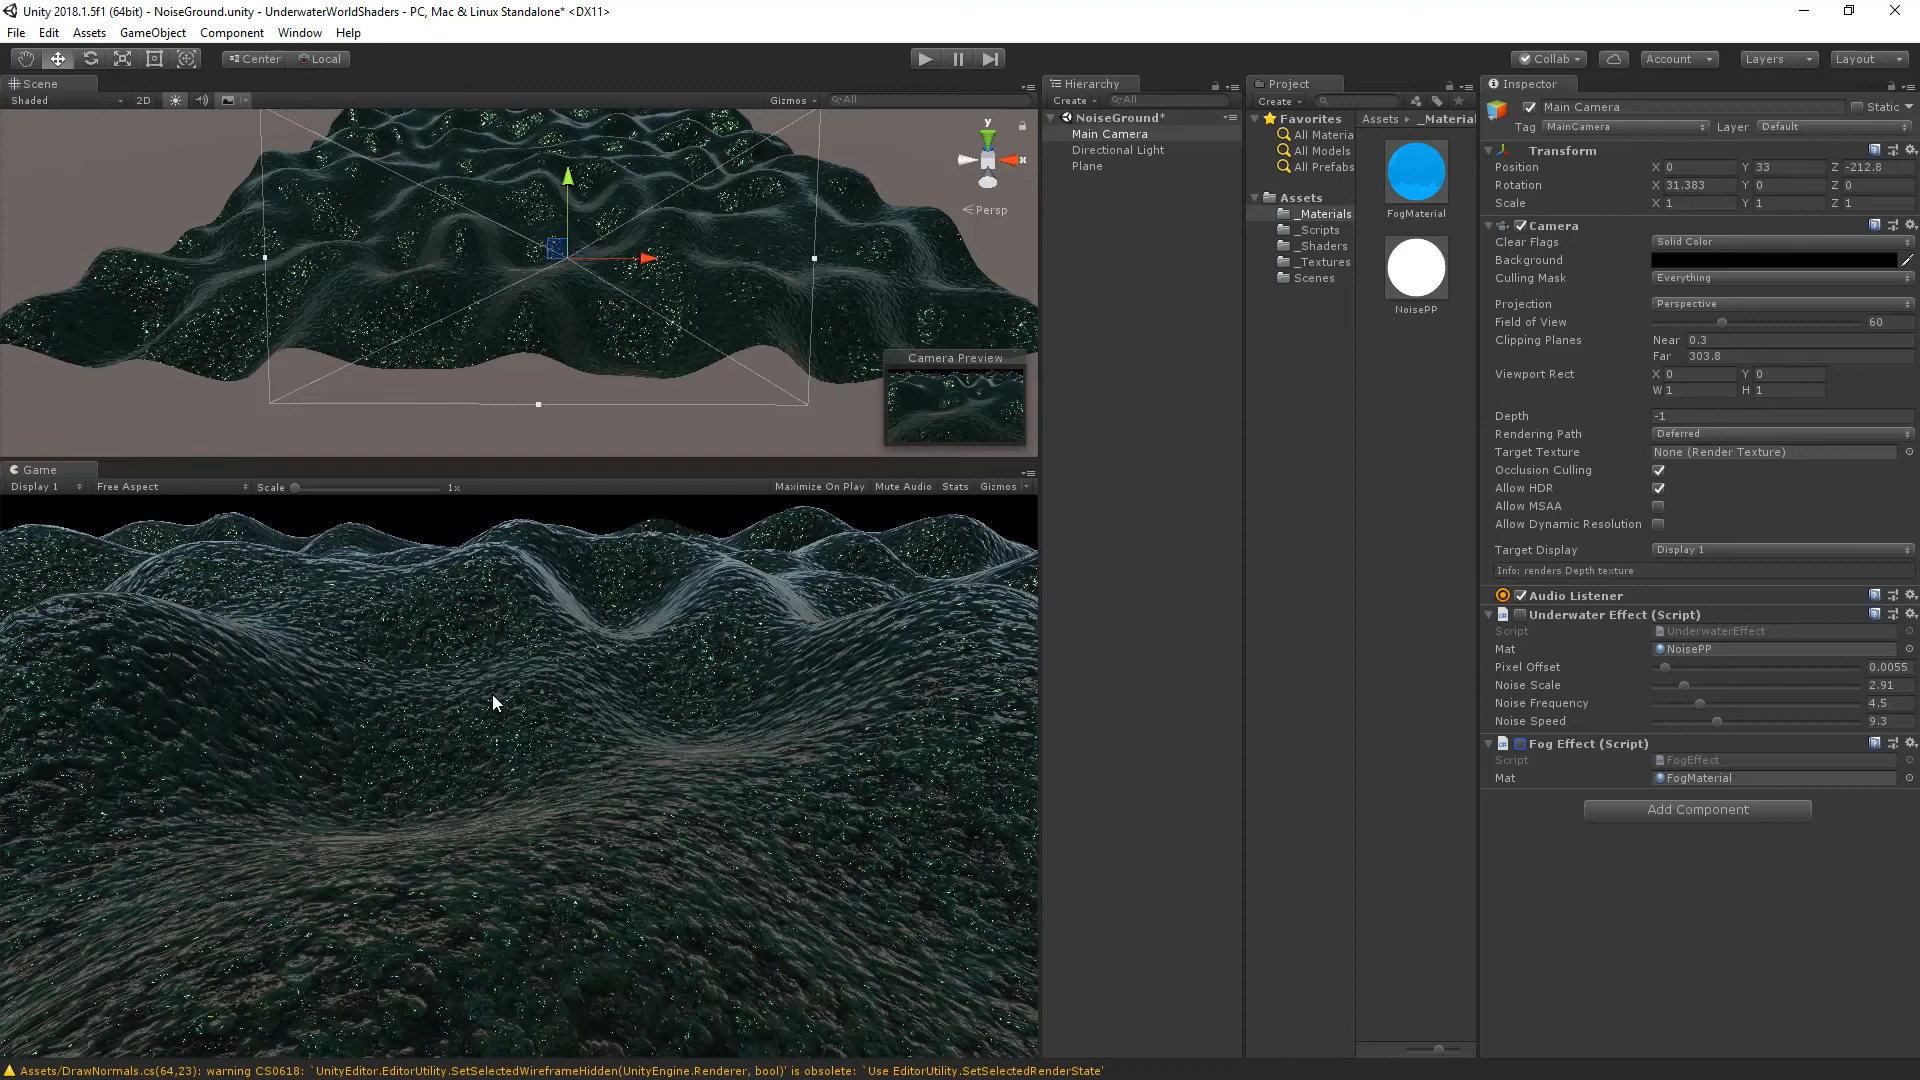 Unity 2018.1.5f1 (64bit) - NoiseGround.unity - UnderwaterWorldShaders - PC, Mac & Linux Standalone* <DX11>
File Edit Assets GameObject Component Window Help
Center Local
Collab Account Layers Layout
Scene
Shaded 2D Gizmos All
y
x
Persp
Camera Preview
Game
Display 1 Free Aspect Scale 1x Maximize On Play Mute Audio Stats Gizmos
Hierarchy
Create All
NoiseGround*
Main Camera
Directional Light
Plane
Project
Create
Favorites
All Materia
All Models
All Prefabs
Assets
_Materials
_Scripts
_Shaders
_Textures
Scenes
Assets _Material
FogMaterial
NoisePP
Inspector
Main Camera Static
Tag MainCamera Layer Default
Transform
Position X 0 Y 33 Z -212.8
Rotation X 31.383 Y 0 Z 0
Scale X 1 Y 1 Z 1
Camera
Clear Flags Solid Color
Background
Culling Mask Everything
Projection Perspective
Field of View 60
Clipping Planes Near 0.3
Far 303.8
Viewport Rect X 0 Y 0
W 1 H 1
Depth -1
Rendering Path Deferred
Target Texture None (Render Texture)
Occlusion Culling
Allow HDR
Allow MSAA
Allow Dynamic Resolution
Target Display Display 1
Info: renders Depth texture
Audio Listener
Underwater Effect (Script)
Script UnderwaterEffect
Mat NoisePP
Pixel Offset 0.0055
Noise Scale 2.91
Noise Frequency 4.5
Noise Speed 9.3
Fog Effect (Script)
Script FogEffect
Mat FogMaterial
Add Component
Assets/DrawNormals.cs(64,23): warning CS0618: `UnityEditor.EditorUtility.SetSelectedWireframeHidden(UnityEngine.Renderer, bool)' is obsolete: `Use EditorUtility.SetSelectedRenderState'